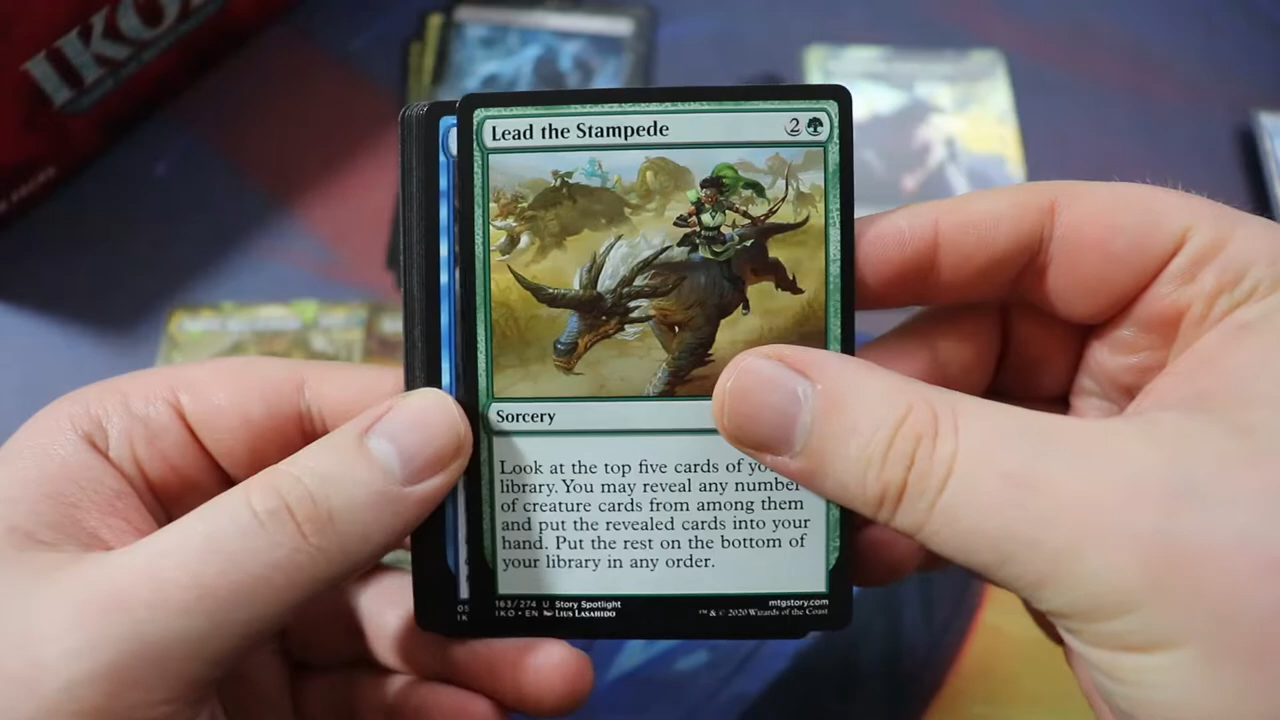 IKO
Lead the Stampede 2
Sorcery
Look at the top five cards of yo
library. You may reveal any number
of creature cards from among them
and put the revealed cards into your
hand. Put the rest on the bottom of
your library in any order.
163/274 U Story Spotlight
IKO • EN Lius Lasahido
mtgstory.com
™ & © 2020 Wizards of the Coast
05
IK